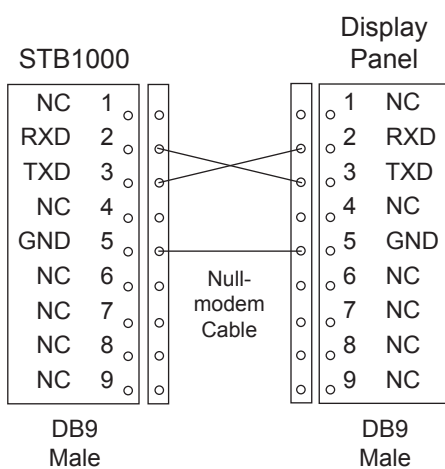 STB1000
Display
Panel
NC 1
RXD 2
TXD 3
NC 4
GND 5
NC 6
NC 7
NC 8
NC 9
1 NC
2 RXD
3 TXD
4 NC
5 GND
6 NC
7 NC
8 NC
9 NC
Null-
modem
Cable
DB9
Male
DB9
Male